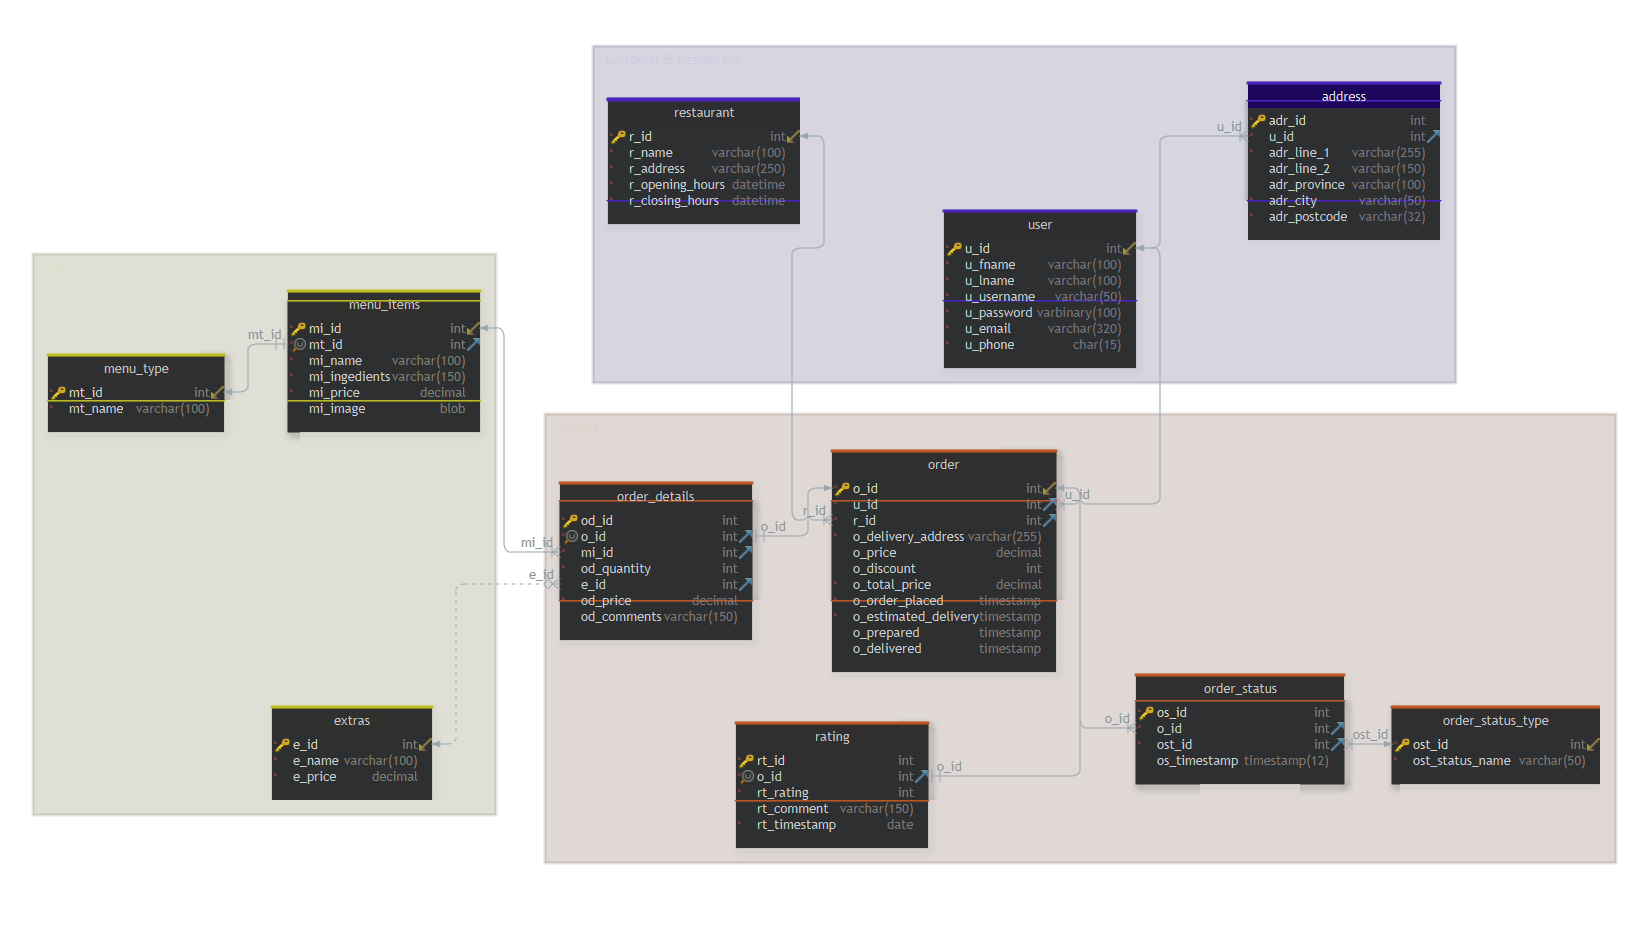 Customer & Restaurant
restaurant
r_id int
r_name varchar(100)
r_address varchar(250)
r_opening_hours datetime
r_closing_hours datetime
address
adr_id int
u_id int
adr_line_1 varchar(255)
adr_line_2 varchar(150)
adr_province varchar(100)
adr_city varchar(50)
adr_postcode varchar(32)
u_id
user
u_id int
u_fname varchar(100)
u_lname varchar(100)
u_username varchar(50)
u_password varbinary(100)
u_email varchar(320)
u_phone char(15)
menu_items
mi_id int
mt_id int
mi_name varchar(100)
mi_ingedients varchar(150)
mi_price decimal
mi_image blob
mt_id
menu_type
mt_id int
mt_name varchar(100)
extras
e_id int
e_name varchar(100)
e_price decimal
Orders
order_details
od_id int
o_id int
mi_id int
od_quantity int
e_id int
od_price decimal
od_comments varchar(150)
mi_id
e_id
o_id
r_id
u_id
order
o_id int
u_id int
r_id int
o_delivery_address varchar(255)
o_price decimal
o_discount int
o_total_price decimal
o_order_placed timestamp
o_estimated_delivery timestamp
o_prepared timestamp
o_delivered timestamp
rating
rt_id int
o_id int
rt_rating int
rt_comment varchar(150)
rt_timestamp date
o_id
o_id
order_status
os_id int
o_id int
ost_id int
os_timestamp timestamp(12)
ost_id
order_status_type
ost_id int
ost_status_name varchar(50)